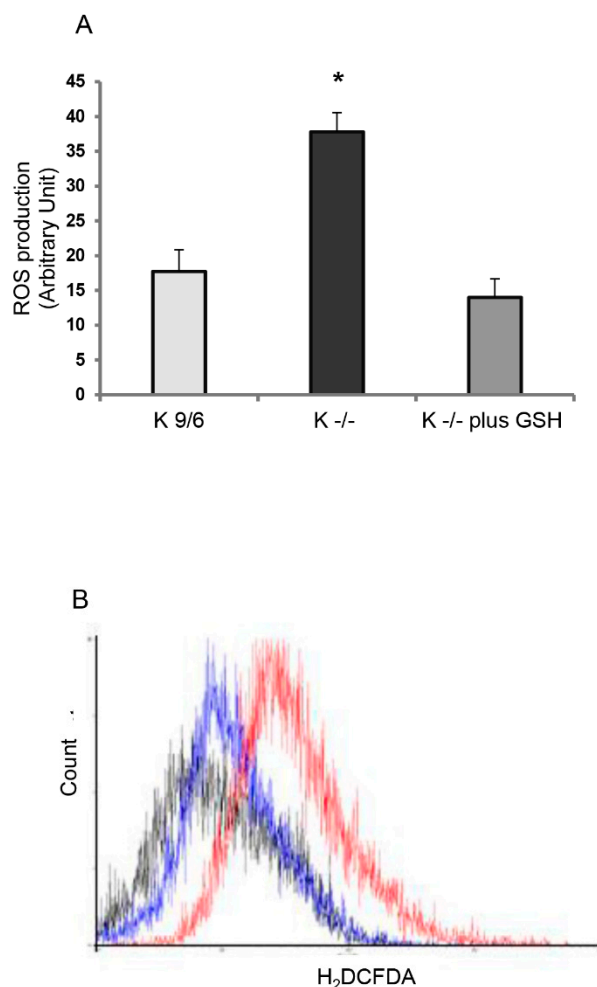 A
*
45
40
35
30
25
20
15
10
5
0
ROS production
(Arbitrary Unit)
K 9/6
K -/-
K -/- plus GSH
B
Count
H₂DCFDA